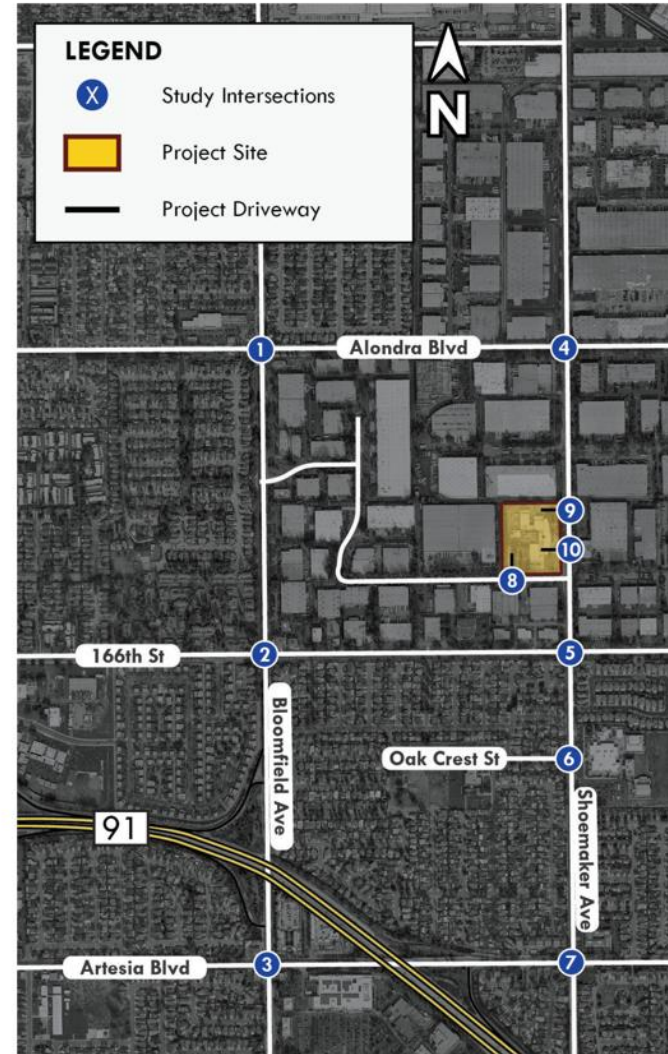 LEGEND
X Study Intersections
Project Site
Project Driveway
N
1
Alondra Blvd
4
9
10
8
166th St
2
5
Bloomfield Ave
Oak Crest St
6
Shoemaker Ave
91
Artesia Blvd
3
7